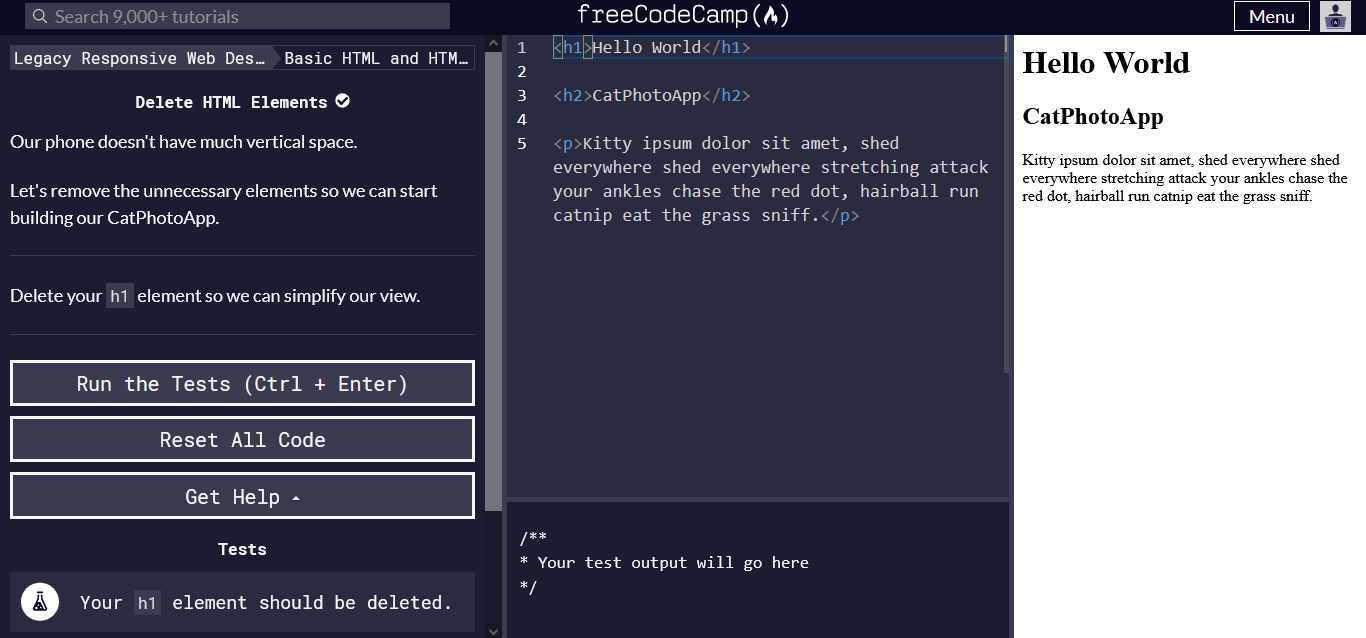 Search 9,000+ tutorials
freeCodeCamp(
)
Menu
Legacy Responsive Web Des…
Basic HTML and HTM…
Delete HTML Elements
Our phone doesn't have much vertical space.
Let's remove the unnecessary elements so we can start
building our CatPhotoApp.
Delete your h1 element so we can simplify our view.
Run the Tests (Ctrl + Enter)
Reset All Code
Get Help
Tests
Your h1 element should be deleted.
1 <h1>Hello World</h1>
2
3 <h2>CatPhotoApp</h2>
4
5 <p>Kitty ipsum dolor sit amet, shed
everywhere shed everywhere stretching attack
your ankles chase the red dot, hairball run
catnip eat the grass sniff.</p>
/**
* Your test output will go here
*/
Hello World
CatPhotoApp
Kitty ipsum dolor sit amet, shed everywhere shed
everywhere stretching attack your ankles chase the
red dot, hairball run catnip eat the grass sniff.